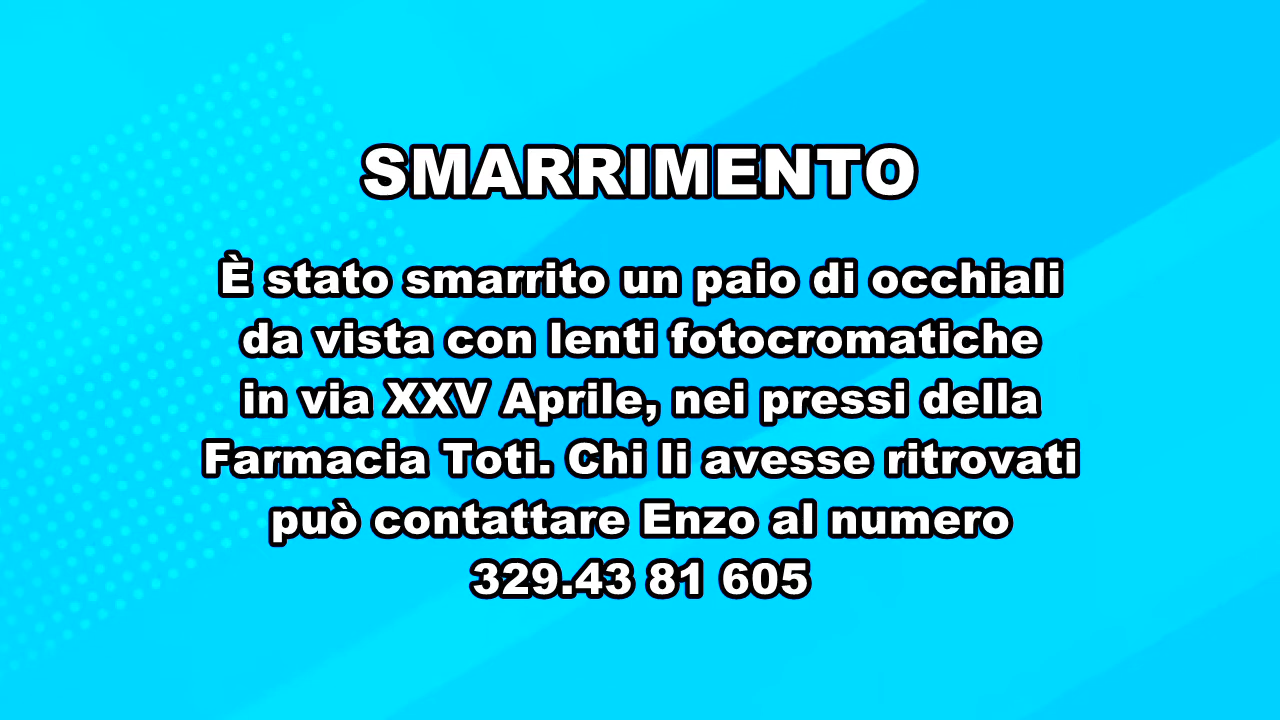 SMARRIMENTO
È stato smarrito un paio di occhiali
da vista con lenti fotocromatiche
in via XXV Aprile, nei pressi della
Farmacia Toti. Chi li avesse ritrovati
può contattare Enzo al numero
329.43 81 605